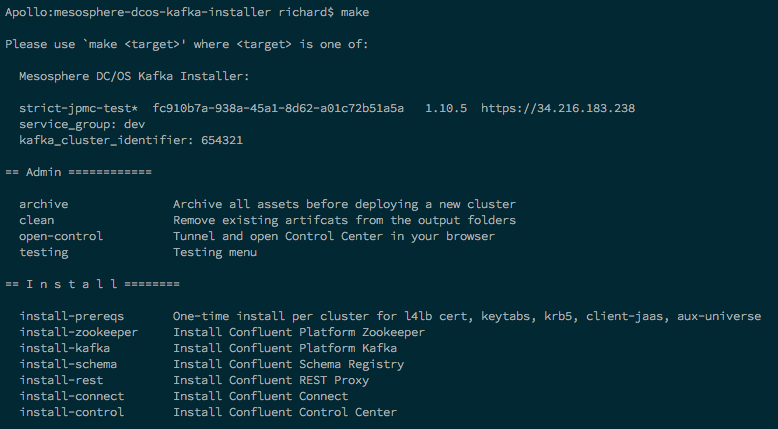 Apollo:mesosphere-dcos-kafka-installer richard$ make
Please use `make <target>' where <target> is one of:
Mesosphere DC/OS Kafka Installer:
strict-jpmc-test*  fc910b7a-938a-45a1-8d62-a01c72b51a5a   1.10.5  https://34.216.183.238
service_group: dev
kafka_cluster_identifier: 654321
== Admin ============
archive               Archive all assets before deploying a new cluster
clean                 Remove existing artifcats from the output folders
open-control          Tunnel and open Control Center in your browser
testing               Testing menu
== I n s t a l l ========
install-prereqs       One-time install per cluster for l4lb cert, keytabs, krb5, client-jaas, aux-universe
install-zookeeper     Install Confluent Platform Zookeeper
install-kafka         Install Confluent Platform Kafka
install-schema        Install Confluent Schema Registry
install-rest          Install Confluent REST Proxy
install-connect       Install Confluent Connect
install-control       Install Confluent Control Center